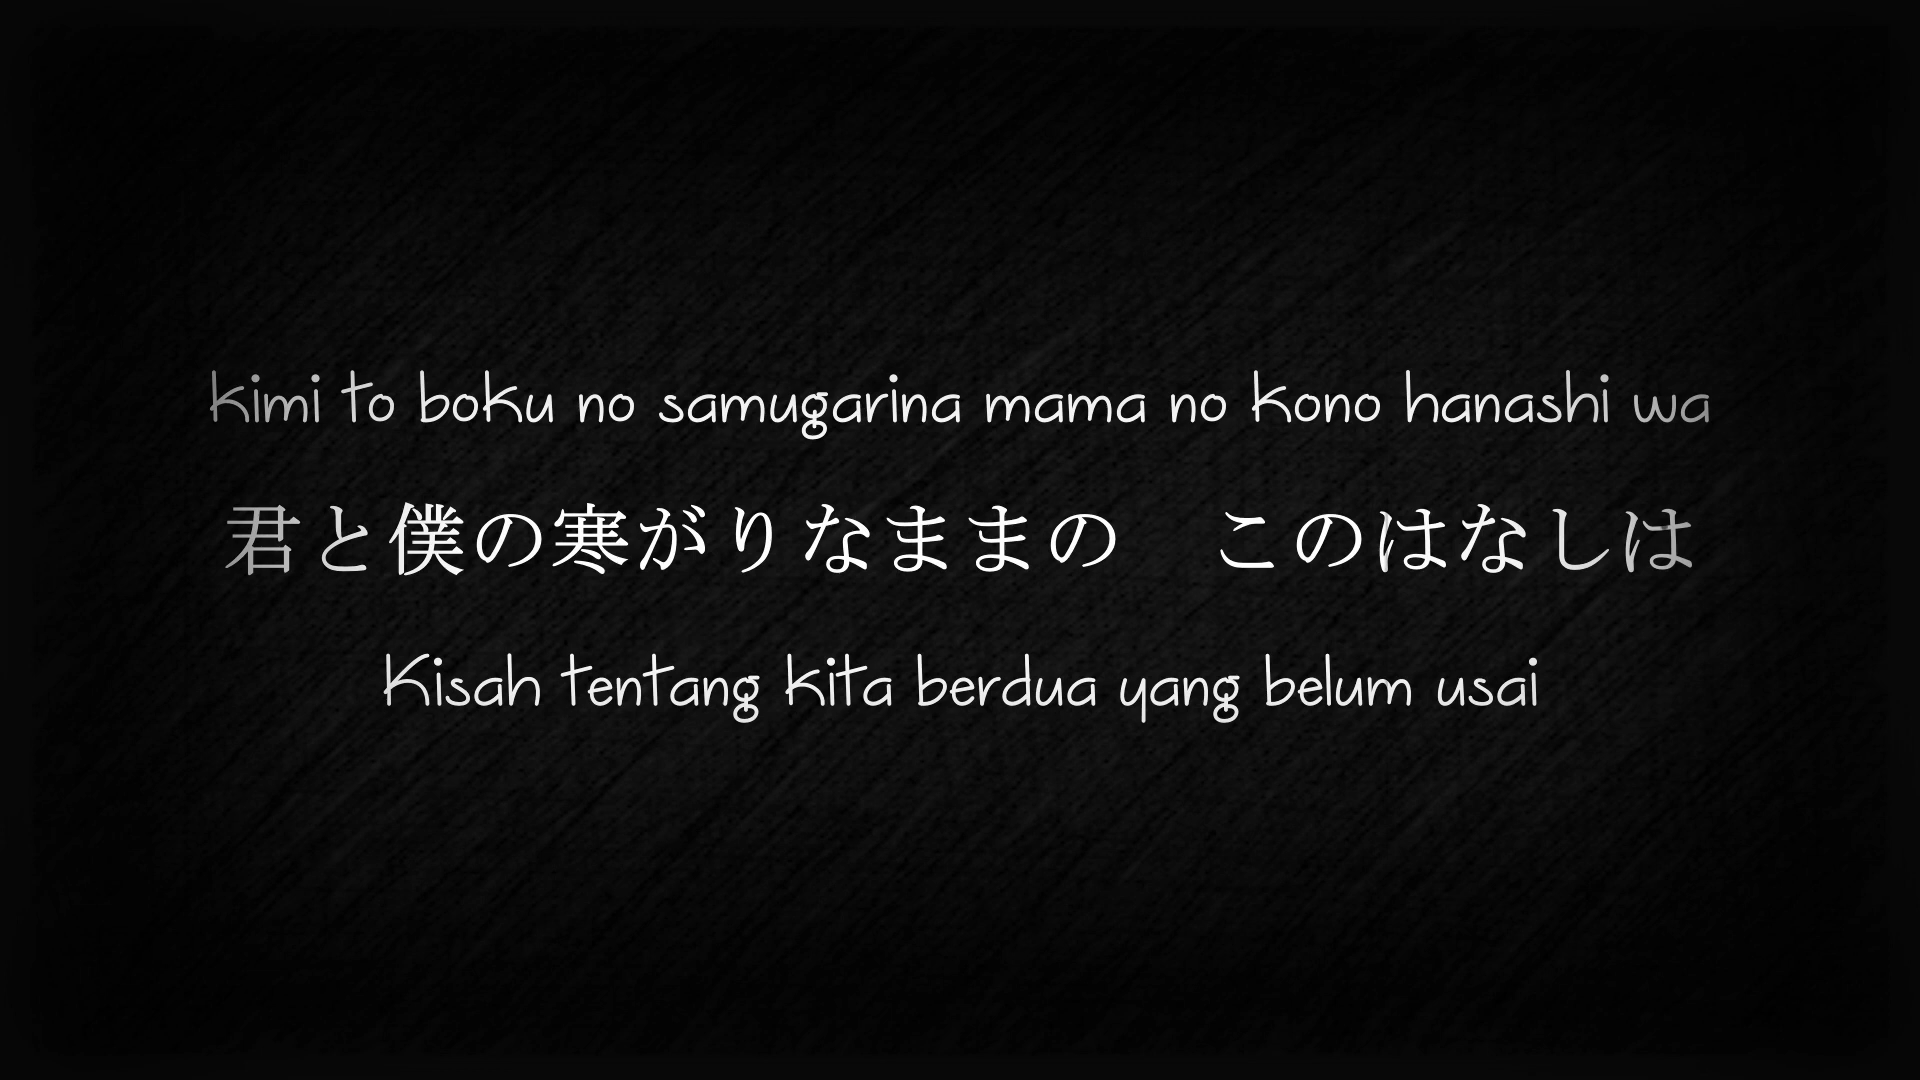 kimi to boku no samugarina mama no kono hanashi wa
君と僕の寒がりなままの　このはなしは
Kisah tentang kita berdua yang belum usai